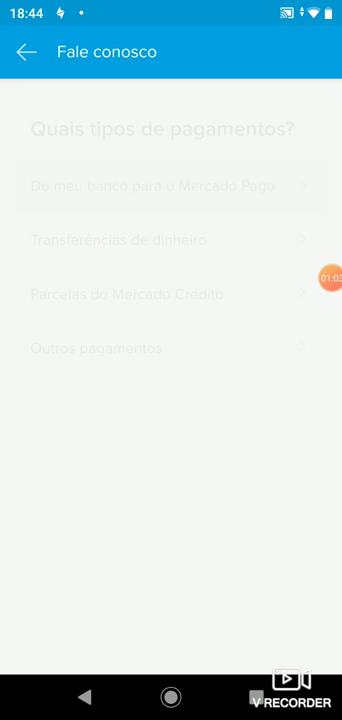 18:44
Fale conosco
Quais tipos de pagamentos?
Do meu banco para o Mercado Pago
Transferências de dinheiro
Parcelas do Mercado Crédito
Outros pagamentos
01:03
V RECORDER